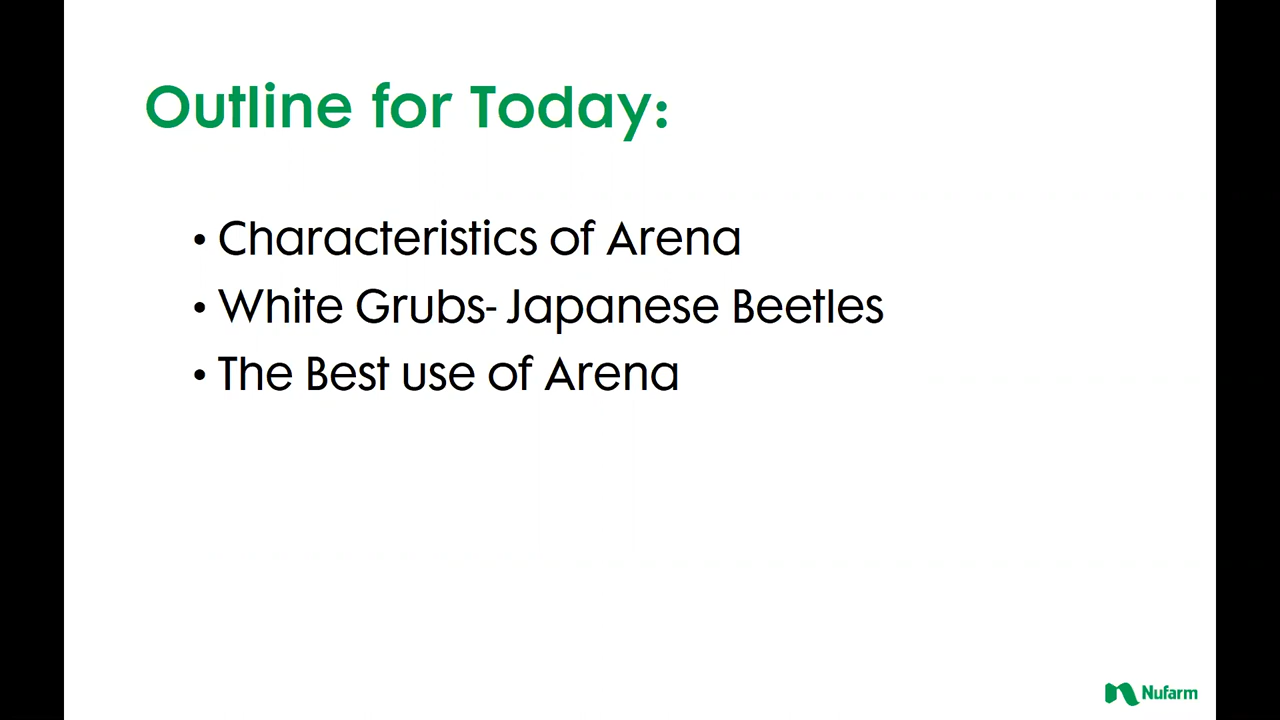 Outline for Today:
• Characteristics of Arena
• White Grubs- Japanese Beetles
• The Best use of Arena
Nufarm